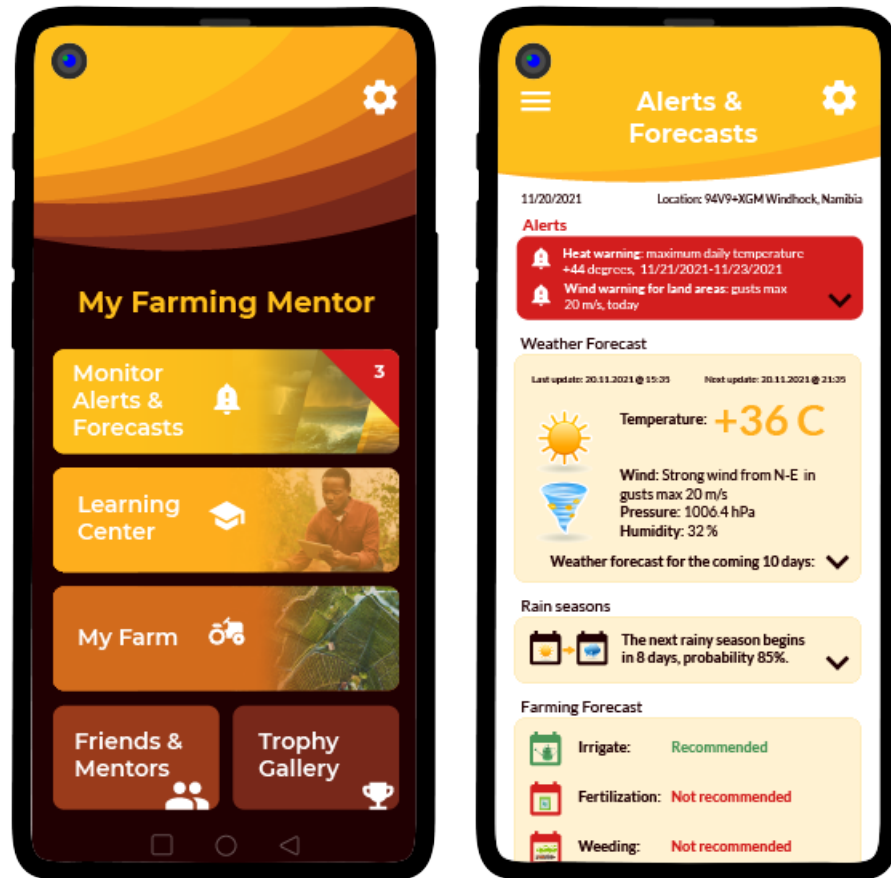 My Farming Mentor
Monitor
Alerts &
Forecasts
3
Learning
Center
My Farm
Friends &
Mentors
Trophy
Gallery
Alerts &
Forecasts
11/20/2021
Location: 94V9+XGM Windhock, Namibia
Alerts
Heat warning: maximum daily temperature
+44 degrees, 11/21/2021-11/23/2021
Wind warning for land areas: gusts max
20 m/s, today
Weather Forecast
Last update: 20.11.2021 @ 15:35
Next update: 20.11.2021 @ 21:35
Temperature: +36 C
Wind: Strong wind from N-E in
gusts max 20 m/s
Pressure: 1006.4 hPa
Humidity: 32 %
Weather forecast for the coming 10 days:
Rain seasons
The next rainy season begins
in 8 days, probability 85%.
Farming Forecast
Irrigate: Recommended
Fertilization: Not recommended
Weeding: Not recommended